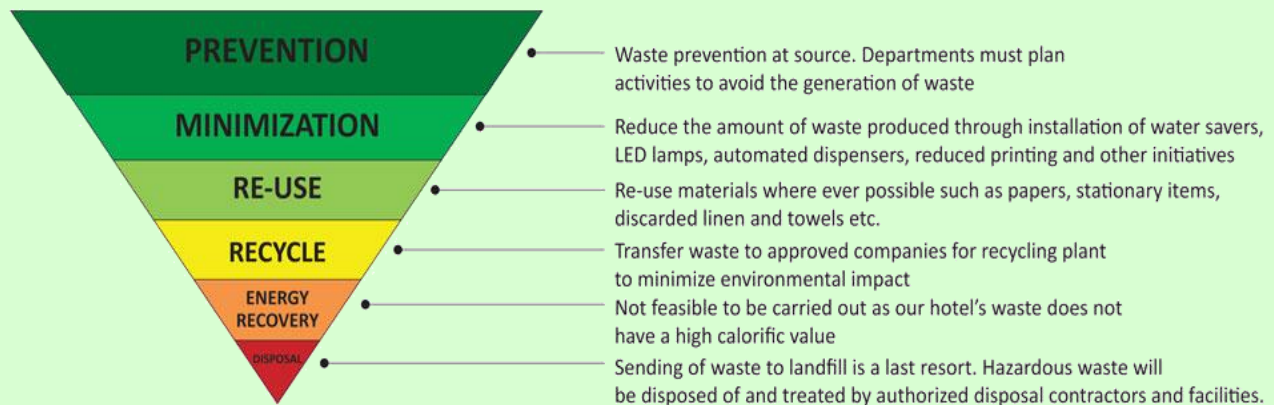 PREVENTION
Waste prevention at source. Departments must plan
activities to avoid the generation of waste
MINIMIZATION
Reduce the amount of waste produced through installation of water savers,
LED lamps, automated dispensers, reduced printing and other initiatives
RE-USE
Re-use materials where ever possible such as papers, stationary items,
discarded linen and towels etc.
RECYCLE
Transfer waste to approved companies for recycling plant
to minimize environmental impact
ENERGY
RECOVERY
Not feasible to be carried out as our hotel's waste does not
have a high calorific value
DISPOSAL
Sending of waste to landfill is a last resort. Hazardous waste will
be disposed of and treated by authorized disposal contractors and facilities.